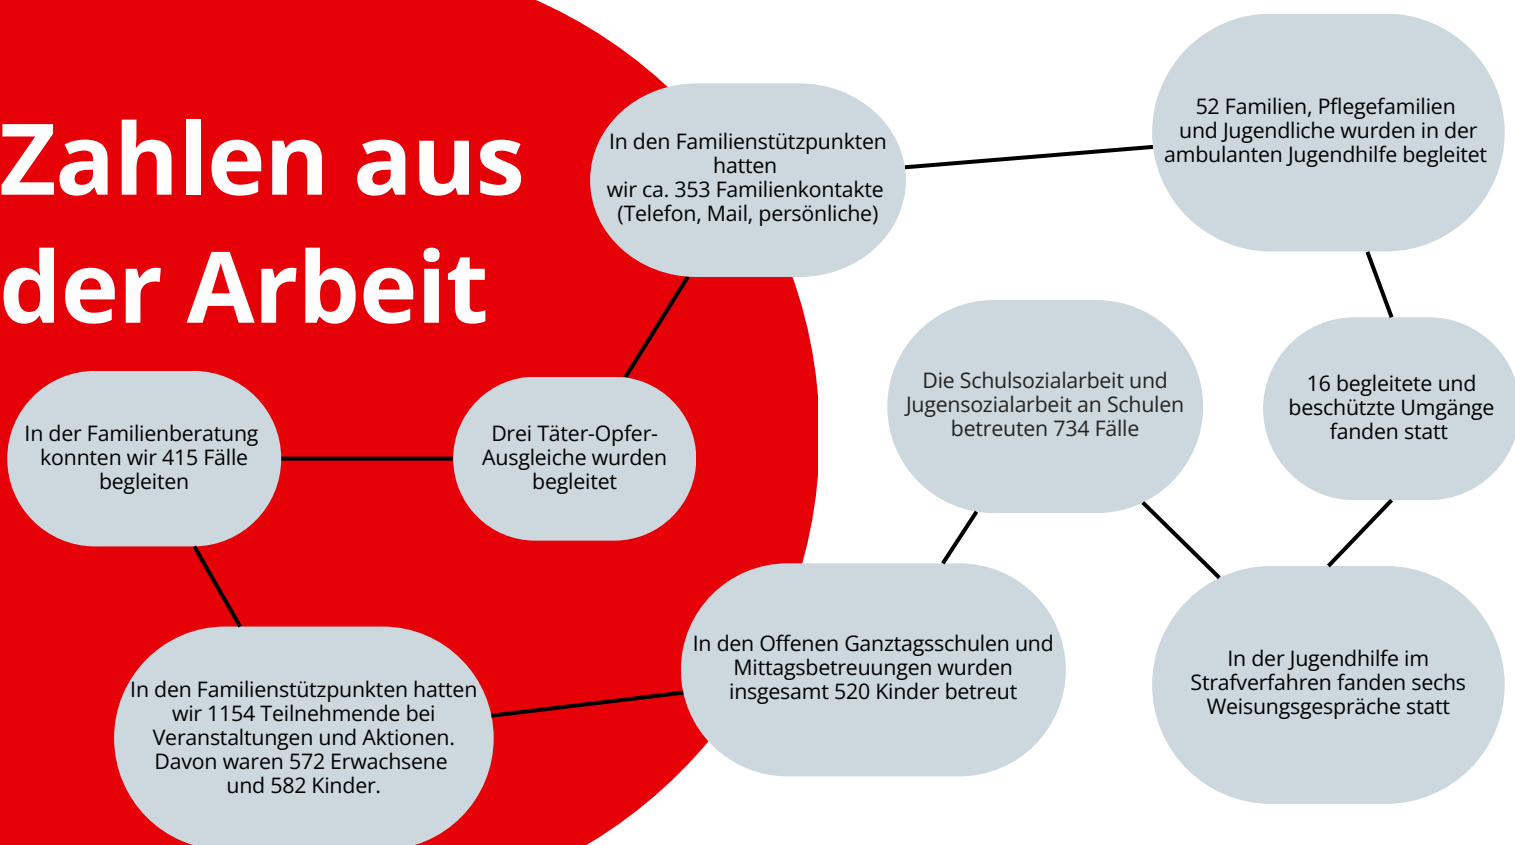 Zahlen aus
der Arbeit
In den Familienstützpunkten
hatten
wir ca. 353 Familienkontakte
(Telefon, Mail, persönliche)
52 Familien, Pflegefamilien
und Jugendliche wurden in der
ambulanten Jugendhilfe begleitet
Die Schulsozialarbeit und
Jugensozialarbeit an Schulen
betreuten 734 Fälle
16 begleitete und
beschützte Umgänge
fanden statt
In der Familienberatung
konnten wir 415 Fälle
begleiten
Drei Täter-Opfer-
Ausgleiche wurden
begleitet
In den Offenen Ganztagsschulen und
Mittagsbetreuungen wurden
insgesamt 520 Kinder betreut
In der Jugendhilfe im
Strafverfahren fanden sechs
Weisungsgespräche statt
In den Familienstützpunkten hatten
wir 1154 Teilnehmende bei
Veranstaltungen und Aktionen.
Davon waren 572 Erwachsene
und 582 Kinder.